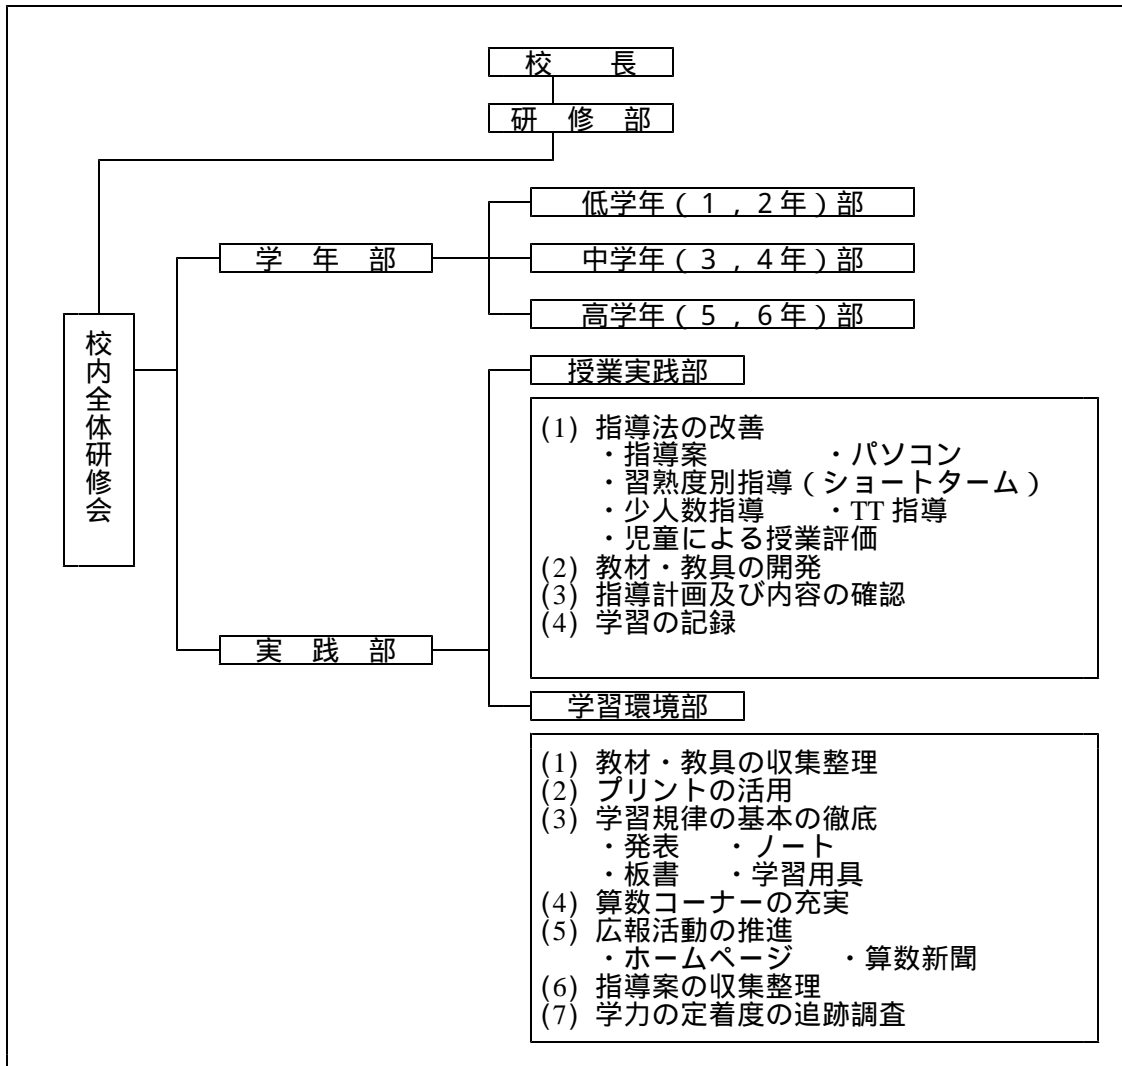 校　長
研　修　部
低学年（１，２年）部
学　年　部
中学年（３，４年）部
高学年（５，６年）部
校内全体研修会
授業実践部
(1) 指導法の改善
・指導案　・パソコン
・習熟度別指導（ショートターム）
・少人数指導　・TT 指導
・児童による授業評価
(2) 教材・教具の開発
(3) 指導計画及び内容の確認
(4) 学習の記録
実　践　部
学習環境部
(1) 教材・教具の収集整理
(2) プリントの活用
(3) 学習規律の基本の徹底
・発表　・ノート
・板書　・学習用具
(4) 算数コーナーの充実
(5) 広報活動の推進
・ホームページ　・算数新聞
(6) 指導案の収集整理
(7) 学力の定着度の追跡調査